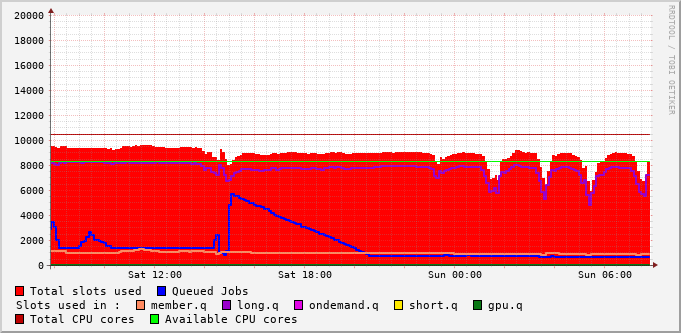 20000
18000
16000
14000
12000
10000
8000
6000
4000
2000
0
Sat 12:00 Sat 18:00 Sun 00:00 Sun 06:00
RRDTOOL / TOBI OETIKER
Total slots used Queued Jobs
Slots used in : member.q long.q ondemand.q short.q gpu.q
Total CPU cores Available CPU cores